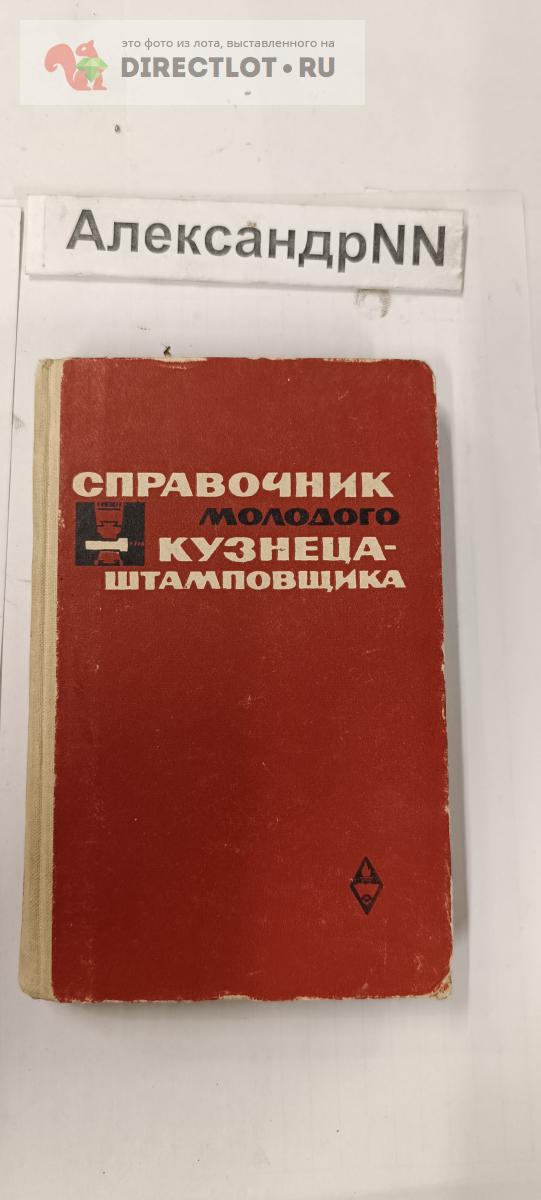 это фото из лота, выставленного на
DIRECTLOT.RU
АлександрNN
СПРАВОЧНИК
МОЛОДОГО
КУЗНЕЦА-
ШТАМПОВЩИКА